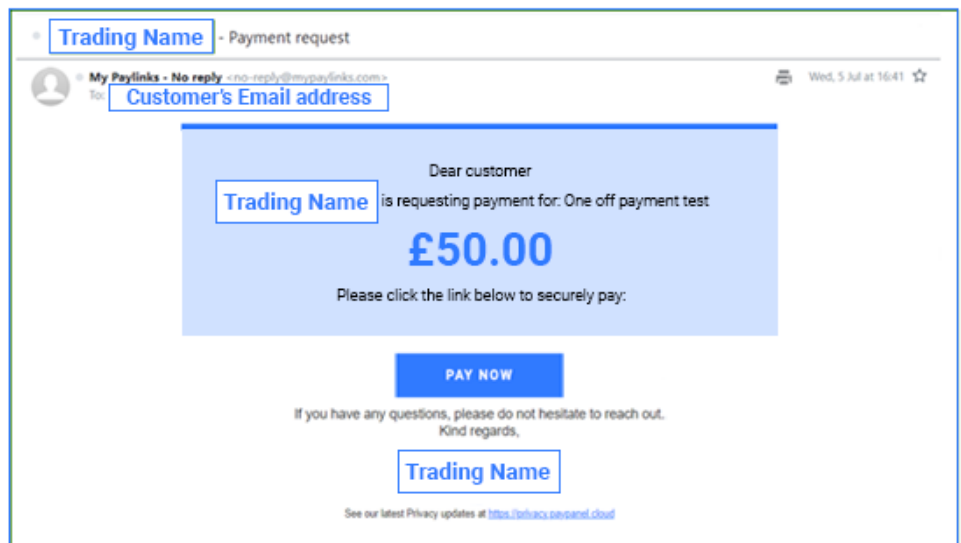 Trading Name - Payment request
My Paylinks - No reply <no-reply@mypaylinks.com>
Wed, 5 Jul at 16:41
To: Customer's Email address
Dear customer
Trading Name is requesting payment for: One off payment test
£50.00
Please click the link below to securely pay:
PAY NOW
If you have any questions, please do not hesitate to reach out.
Kind regards,
Trading Name
See our latest Privacy updates at https://privacy.paypanel.cloud